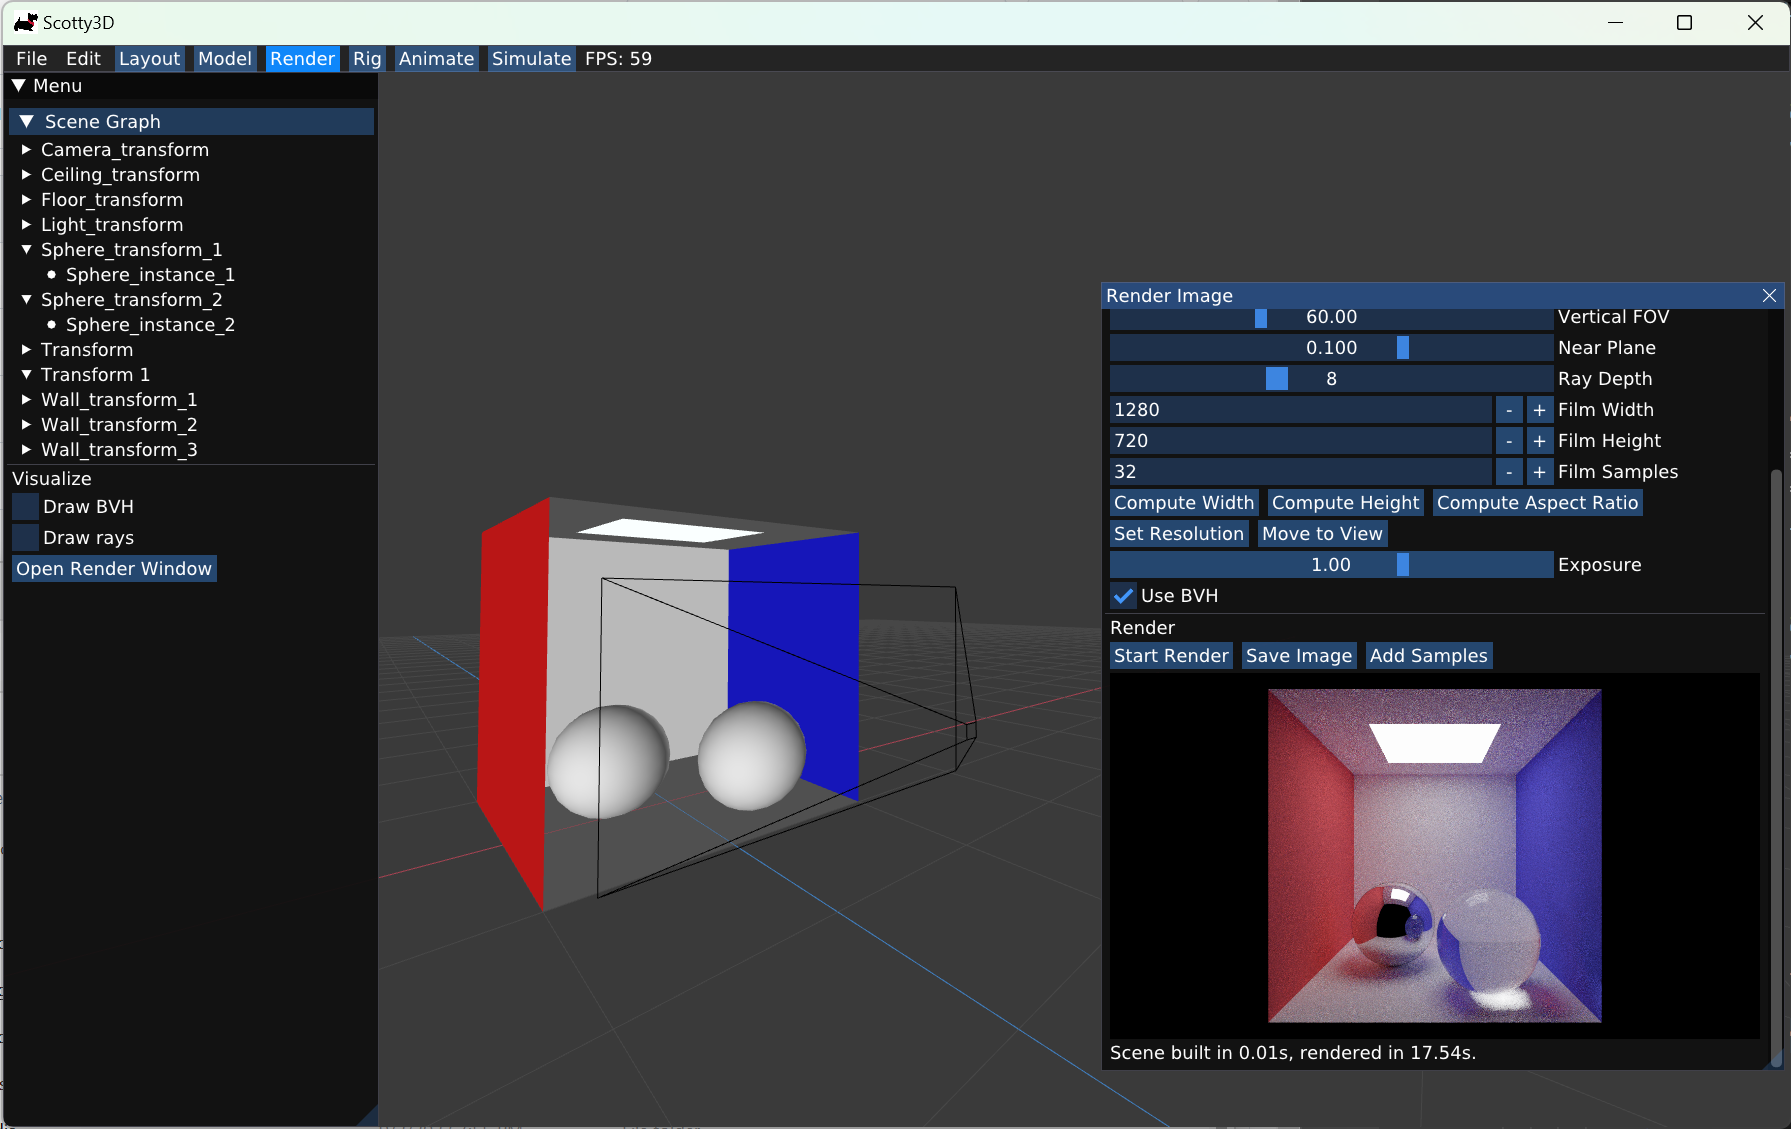 Scotty3D
File Edit Layout Model Render Rig Animate Simulate FPS: 59
Menu
Scene Graph
Camera_transform
Ceiling_transform
Floor_transform
Light_transform
Sphere_transform_1
Sphere_instance_1
Sphere_transform_2
Sphere_instance_2
Transform
Transform 1
Wall_transform_1
Wall_transform_2
Wall_transform_3
Visualize
Draw BVH
Draw rays
Open Render Window
Render Image
60.00 Vertical FOV
0.100 Near Plane
8 Ray Depth
1280 - + Film Width
720 - + Film Height
32 - + Film Samples
Compute Width Compute Height Compute Aspect Ratio
Set Resolution Move to View
1.00 Exposure
Use BVH
Render
Start Render Save Image Add Samples
Scene built in 0.01s, rendered in 17.54s.